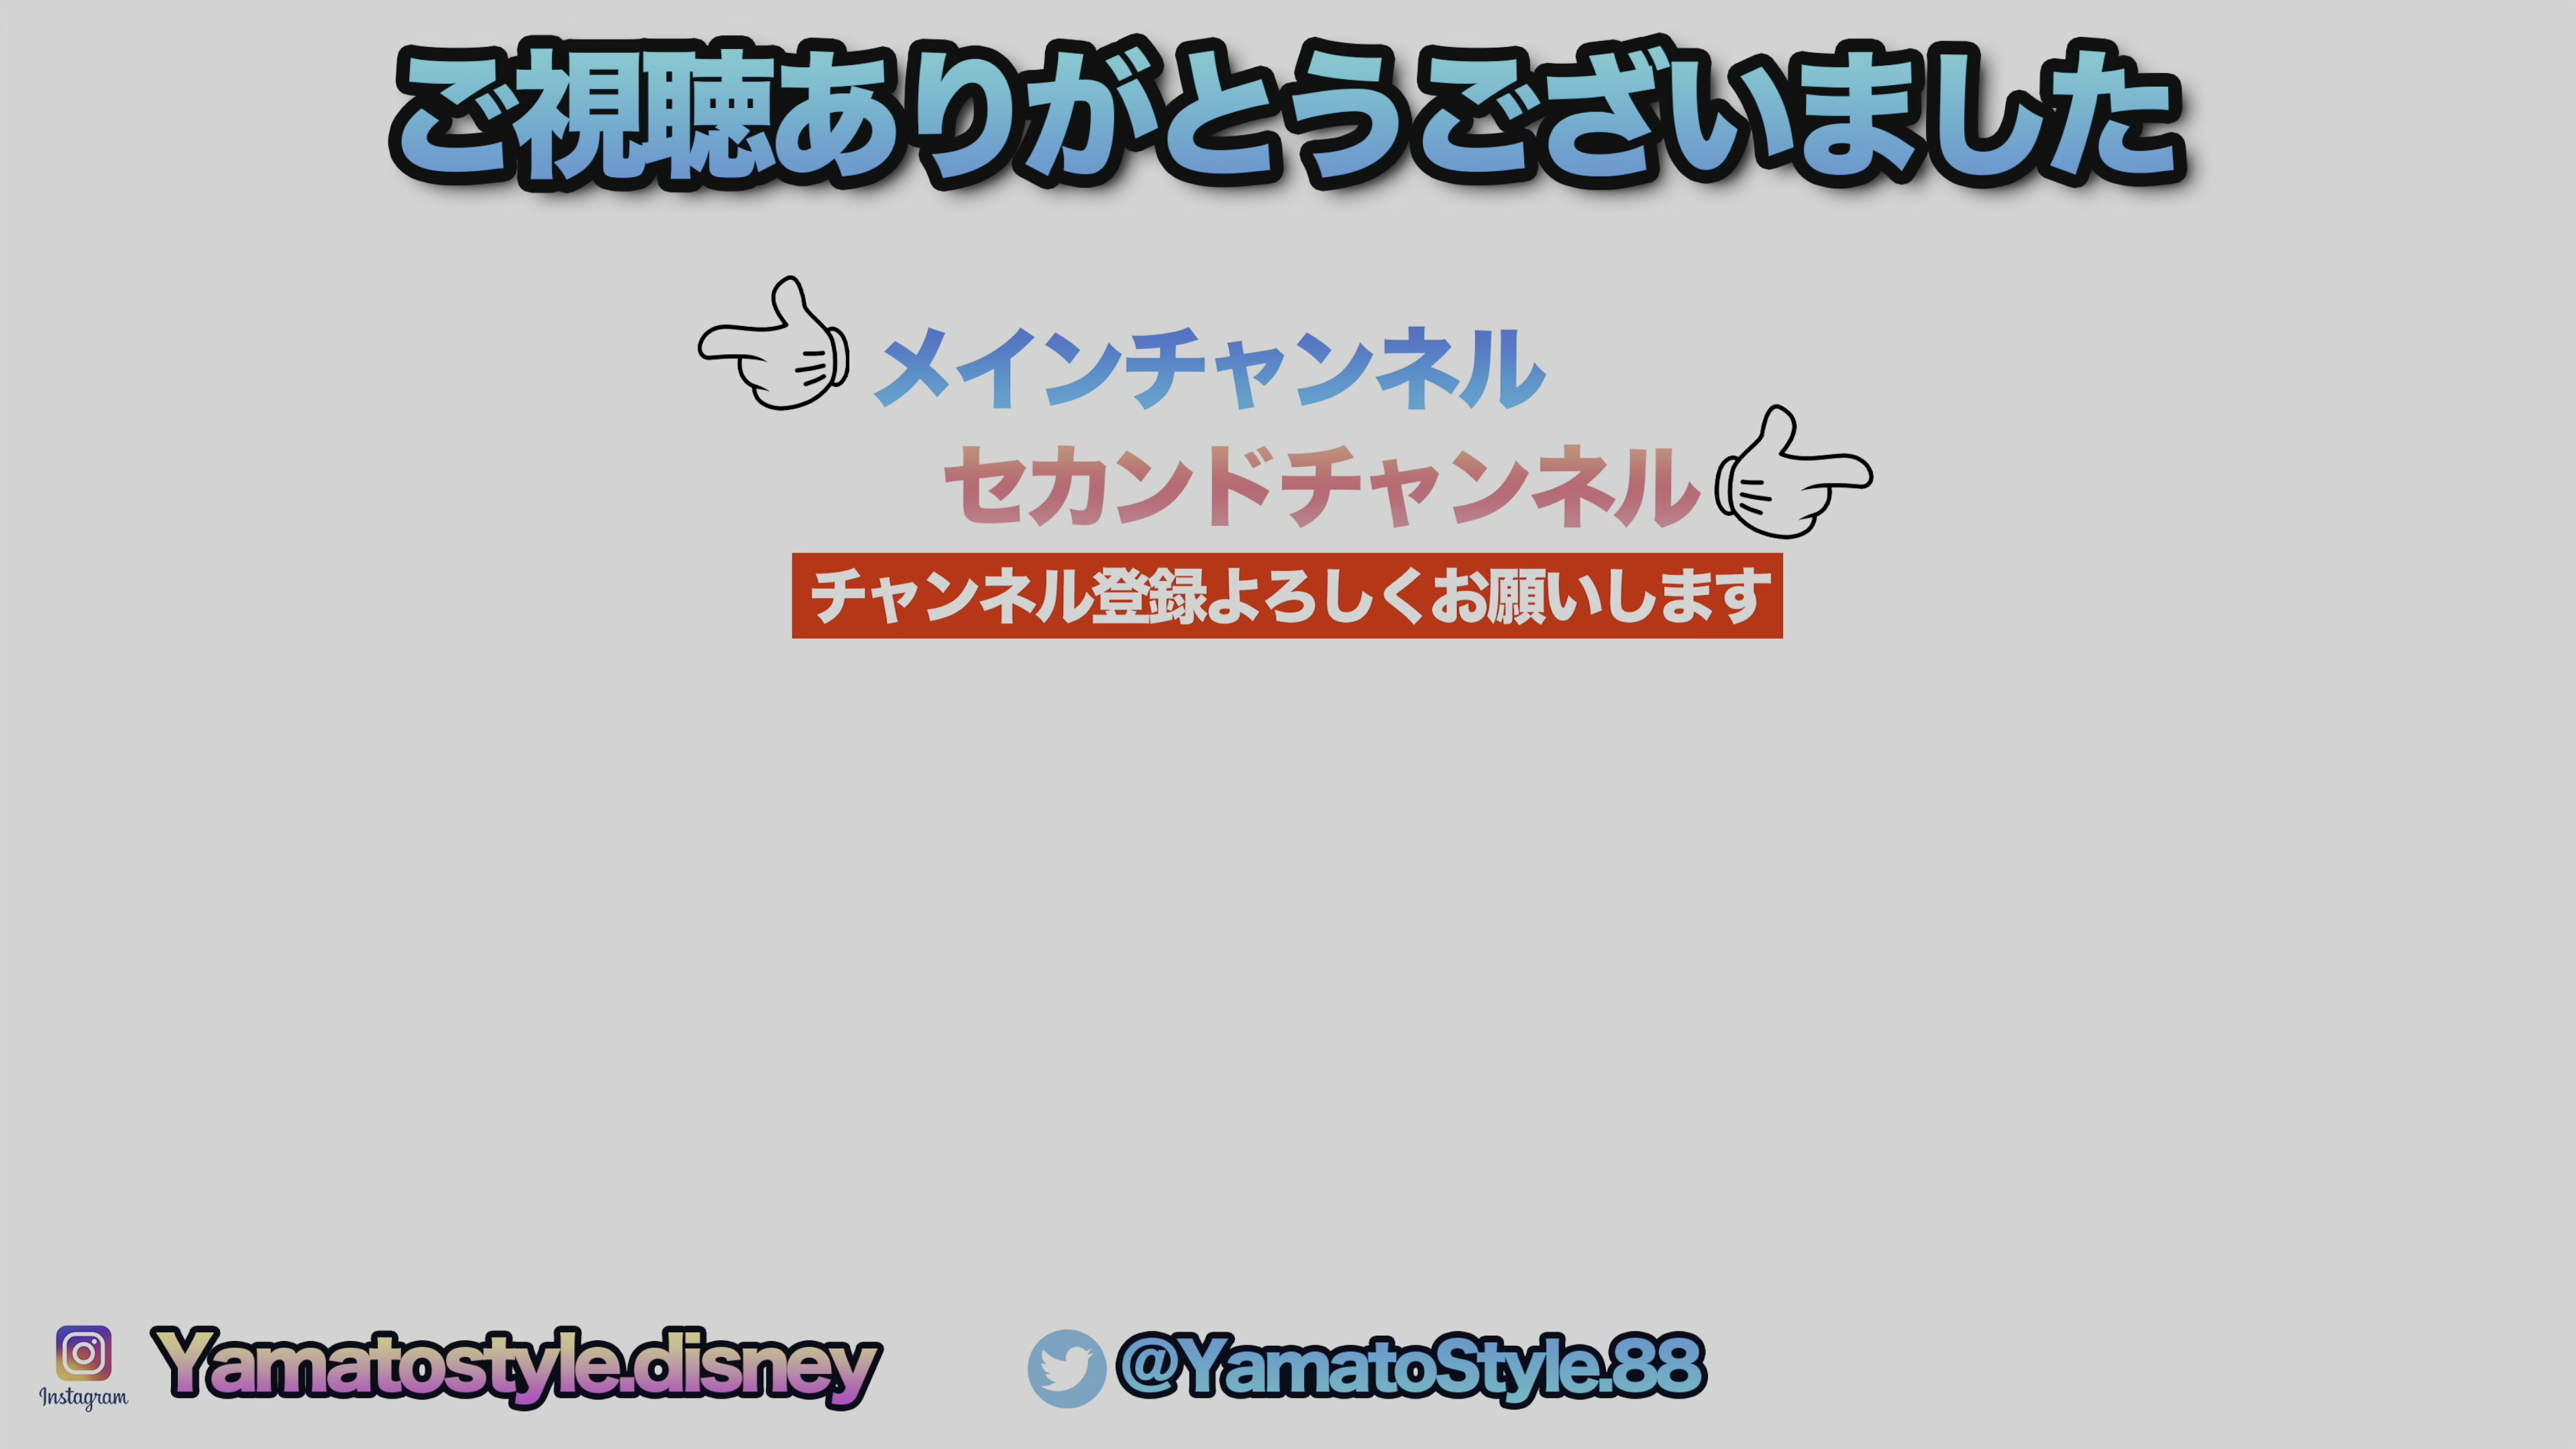 ご視聴ありがとうございました
メインチャンネル
セカンドチャンネル
チャンネル登録よろしくお願いします
Instagram
Yamatostyle.disney
@YamatoStyle.88